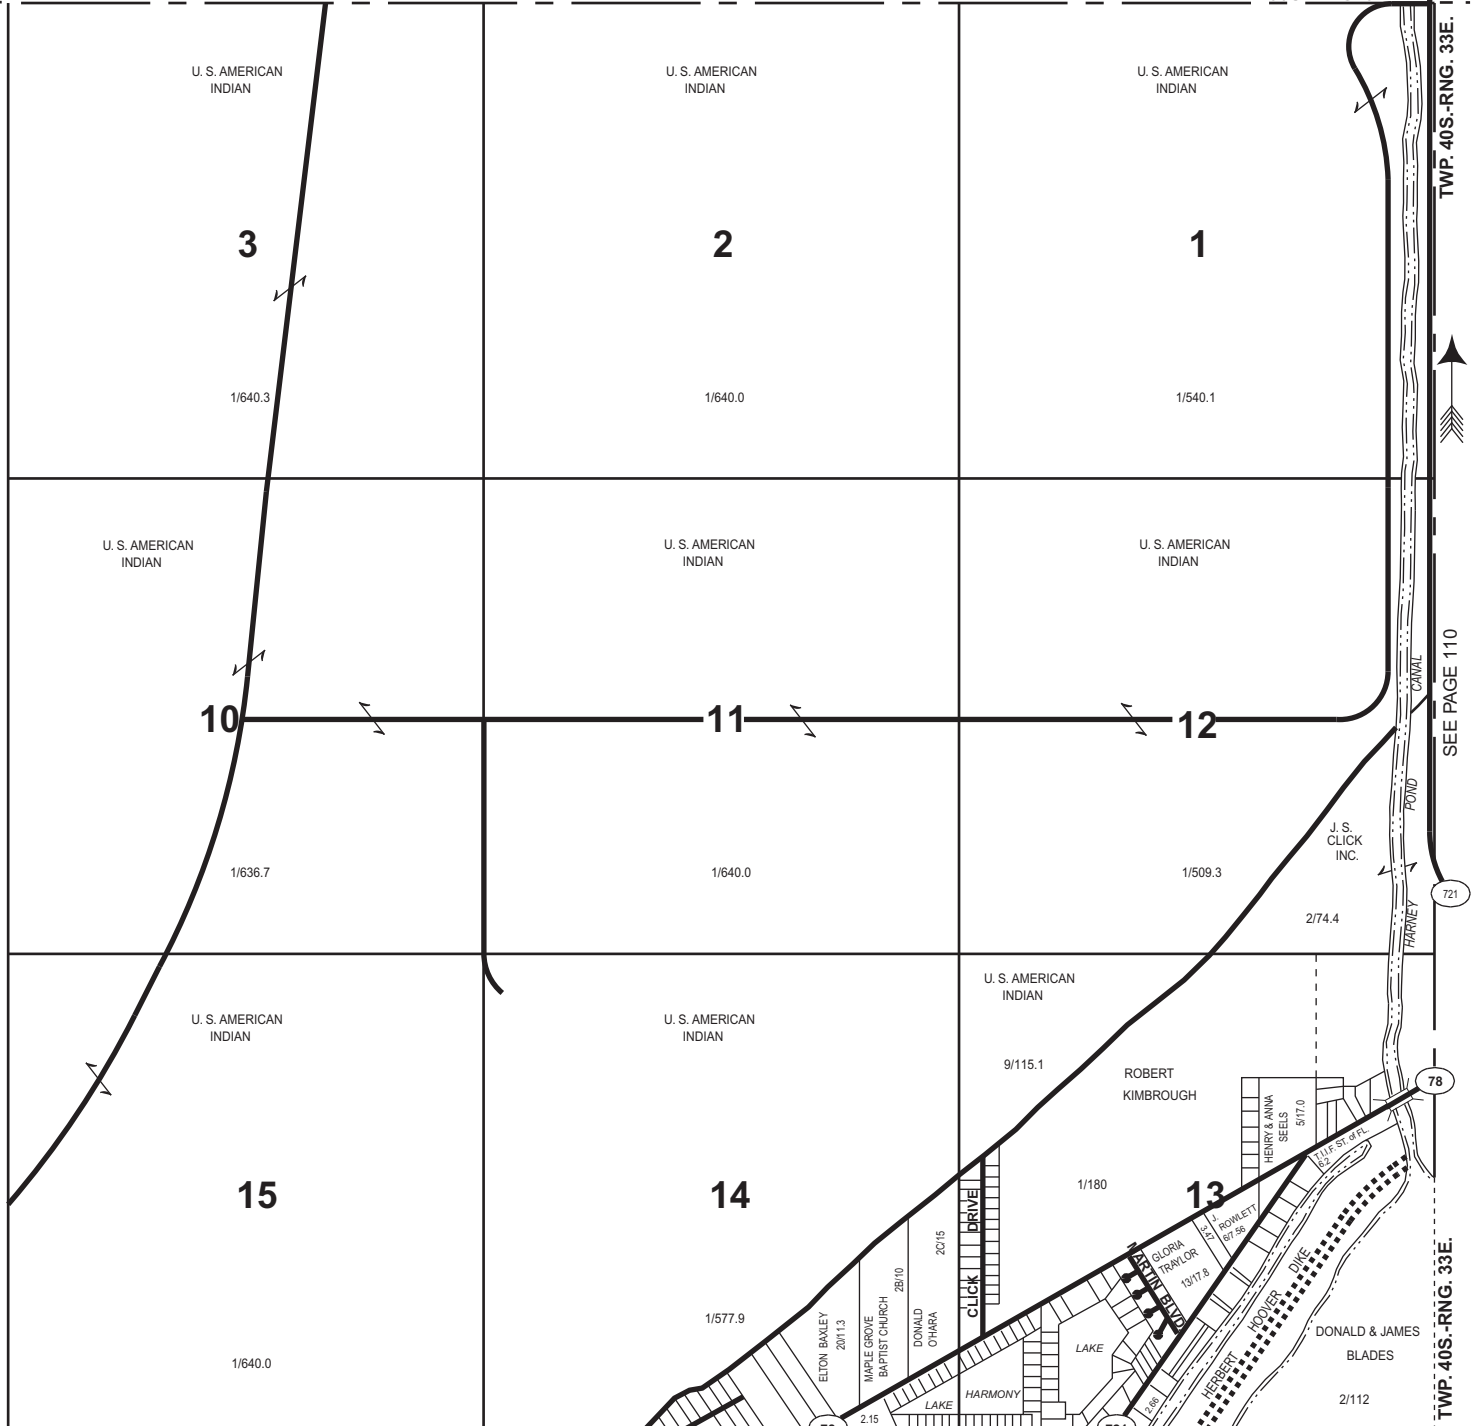 U. S. AMERICAN
INDIAN
U. S. AMERICAN
INDIAN
U. S. AMERICAN
INDIAN
TWP. 40S.-RNG. 33E.
3
2
1
1/640.3
1/640.0
1/540.1
U. S. AMERICAN
INDIAN
U. S. AMERICAN
INDIAN
U. S. AMERICAN
INDIAN
SEE PAGE 110
10
11
12
HARNEY POND CANAL
J. S.
CLICK
INC.
1/636.7
1/640.0
1/509.3
2/74.4
721
U. S. AMERICAN
INDIAN
U. S. AMERICAN
INDIAN
U. S. AMERICAN
INDIAN
9/115.1
ROBERT
KIMBROUGH
78
HENRY & ANNA
SEELS
5/17.0
T.I.I.F. ST. of FL.
6.2
15
14
1/180
13
J.
ROWLETT
6/7.56
3.47
GLORIA
TRAYLOR
13/17.8
ARTIN BLVD
CLICK DRIVE
2C/15
DONALD
O'HARA
2B/10
MAPLE GROVE
BAPTIST CHURCH
ELTON BAXLEY
20/11.3
1/577.9
1/640.0
HERBERT HOOVER DIKE
DONALD & JAMES
BLADES
2/112
TWP. 40S.-RNG. 33E.
LAKE
HARMONY
LAKE
2.15
2.66